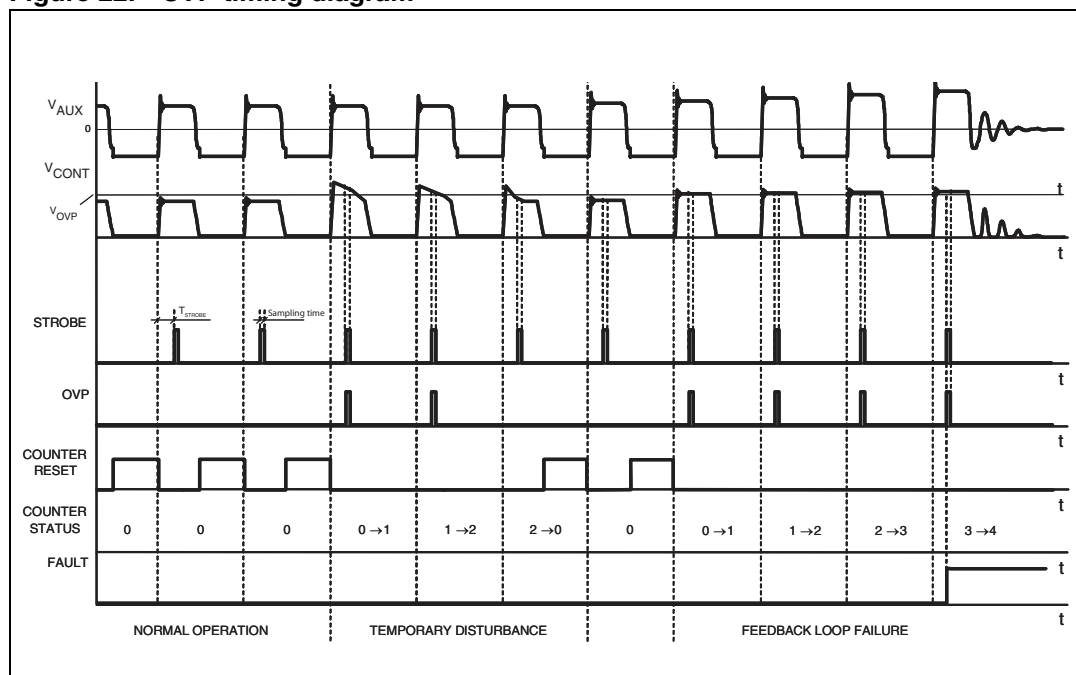 Figure 22. OVP timing diagram
VAUX
0
VCONT
t
VOVP
t
TSTROBE
Sampling time
STROBE
t
OVP
t
COUNTER
RESET
t
COUNTER
STATUS
0 0 0 0→1 1→2 2→0 0 0→1 1→2 2→3 3→4
FAULT
t
t
NORMAL OPERATION TEMPORARY DISTURBANCE FEEDBACK LOOP FAILURE